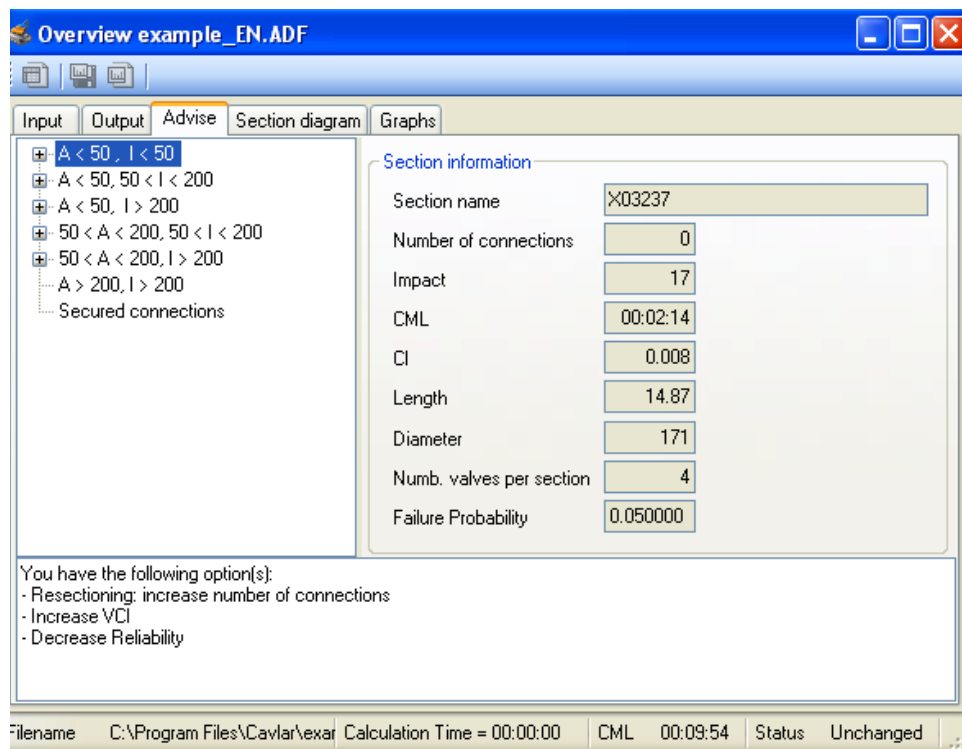 Overview example_EN.ADF
Input Output Advise Section diagram Graphs
A < 50 , I < 50
A < 50, 50 < I < 200
A < 50, I > 200
50 < A < 200, 50 < I < 200
50 < A < 200, I > 200
A > 200, I > 200
Secured connections
Section information
Section name X03237
Number of connections 0
Impact 17
CML 00:02:14
CI 0.008
Length 14.87
Diameter 171
Numb. valves per section 4
Failure Probability 0.050000
You have the following option(s):
- Resectioning: increase number of connections
- Increase VCI
- Decrease Reliability
Filename C:\Program Files\Cavlar\exar Calculation Time = 00:00:00 CML 00:09:54 Status Unchanged